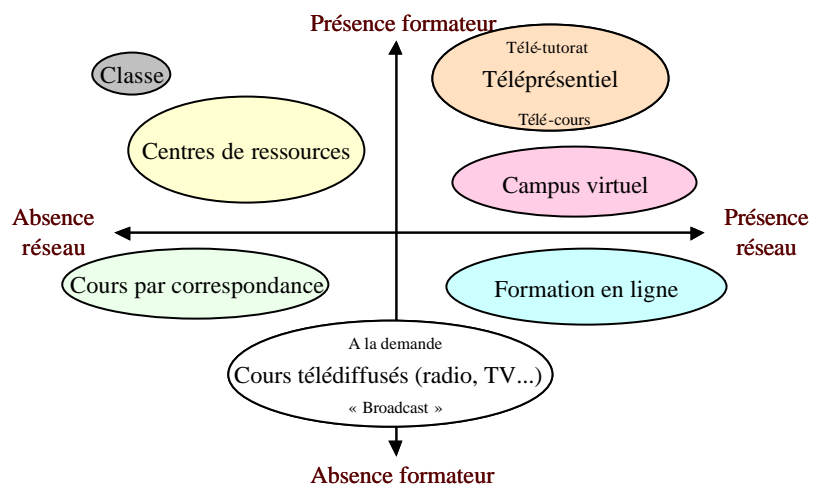 Présence formateur
Télé-tutorat
Classe
Téléprésentiel
Télé-cours
Centres de ressources
Campus virtuel
Absence
réseau
Présence
réseau
Cours par correspondance
Formation en ligne
A la demande
Cours télédiffusés (radio, TV...)
« Broadcast »
Absence formateur